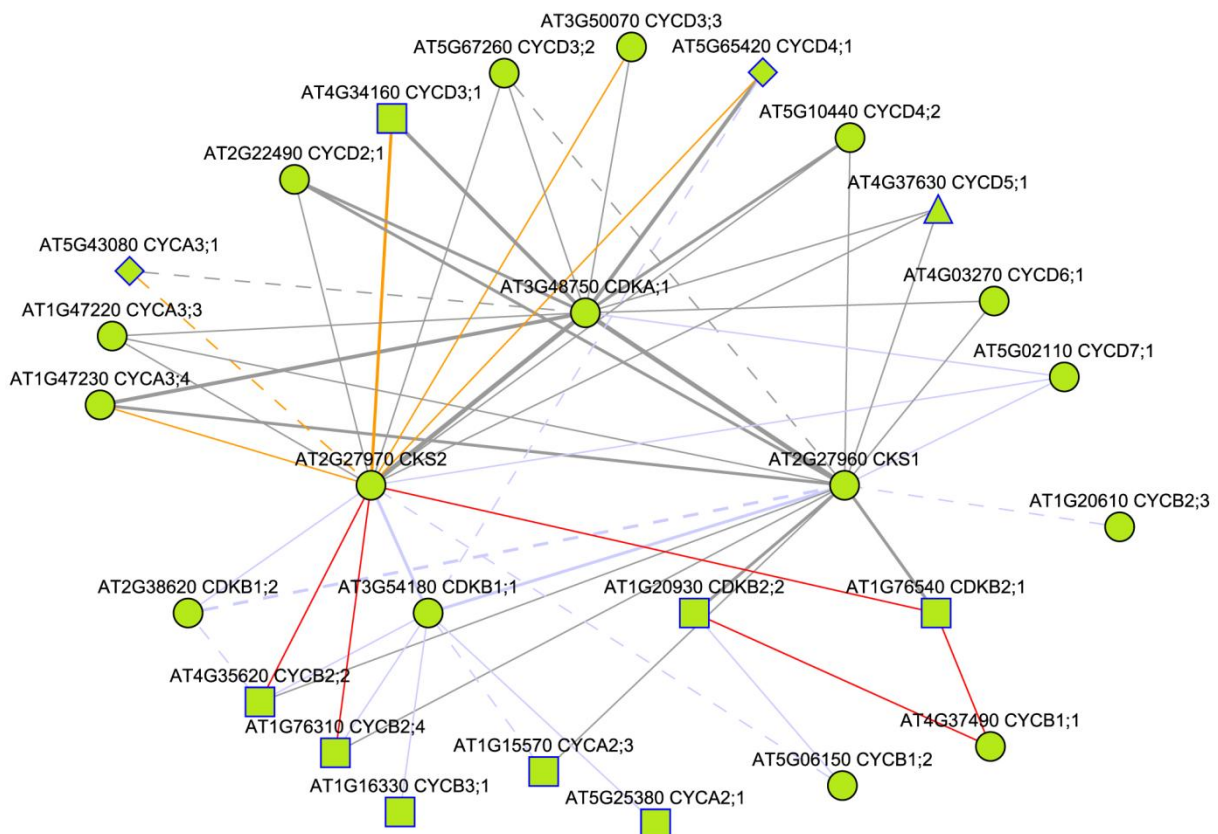 AT3G50070 CYCD3;3
AT5G67260 CYCD3;2
AT5G65420 CYCD4;1
AT4G34160 CYCD3;1
AT5G10440 CYCD4;2
AT2G22490 CYCD2;1
AT4G37630 CYCD5;1
AT5G43080 CYCA3;1
AT4G03270 CYCD6;1
AT3G48750 CDKA;1
AT1G47220 CYCA3;3
AT5G02110 CYCD7;1
AT1G47230 CYCA3;4
AT2G27970 CKS2
AT2G27960 CKS1
AT1G20610 CYCB2;3
AT2G38620 CDKB1;2
AT3G54180 CDKB1;1
AT1G20930 CDKB2;2
AT1G76540 CDKB2;1
AT4G35620 CYCB2;2
AT1G76310 CYCB2;4
AT4G37490 CYCB1;1
AT1G15570 CYCA2;3
AT5G06150 CYCB1;2
AT1G16330 CYCB3;1
AT5G25380 CYCA2;1